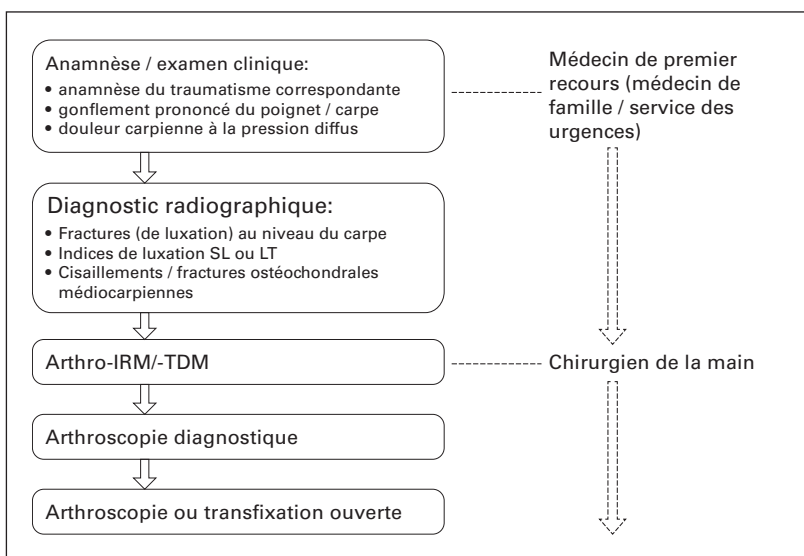 Anamnèse / examen clinique:
• anamnèse du traumatisme correspondante
• gonflement prononcé du poignet / carpe
• douleur carpienne à la pression diffus
Médecin de premier
recours (médecin de
famille / service des
urgences)
Diagnostic radiographique:
• Fractures (de luxation) au niveau du carpe
• Indices de luxation SL ou LT
• Cisaillements / fractures ostéochondrales
médiocarpiennes
Arthro-IRM/-TDM
Chirurgien de la main
Arthroscopie diagnostique
Arthroscopie ou transfixation ouverte